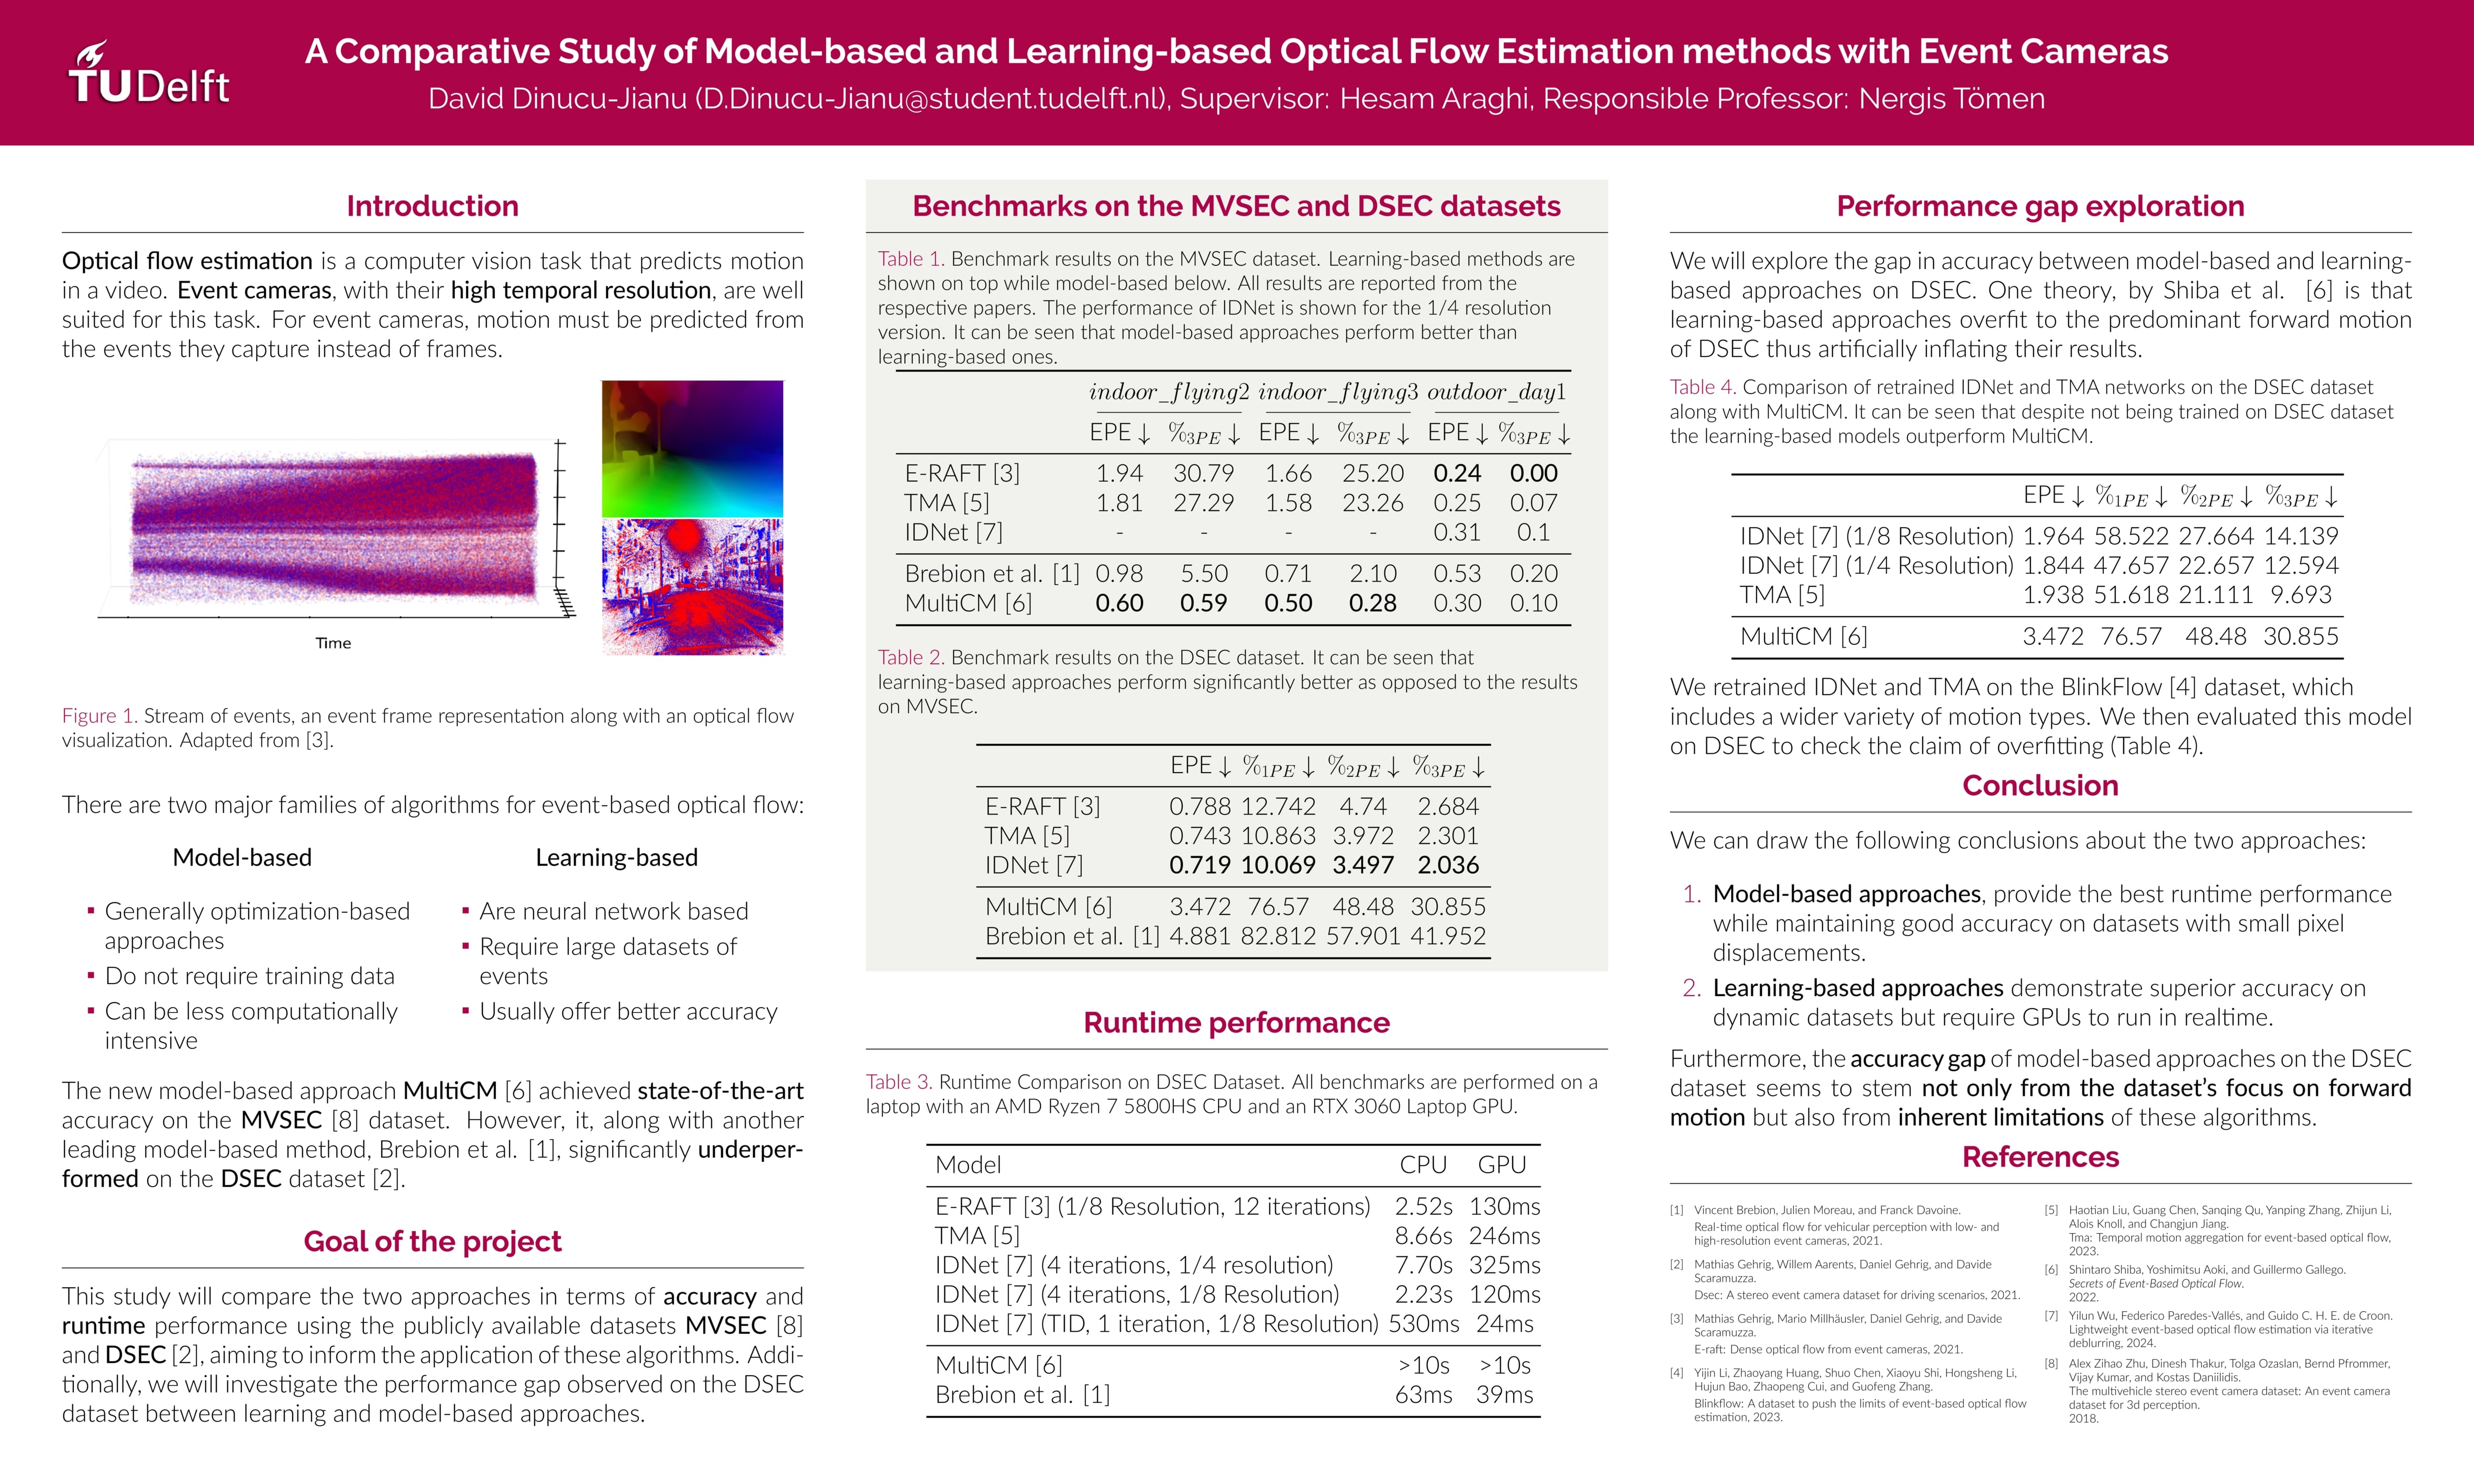 TUDelft
A Comparative Study of Model-based and Learning-based Optical Flow Estimation methods with Event Cameras
David Dinucu-Jianu (D.Dinucu-Jianu@student.tudelft.nl), Supervisor: Hesam Araghi, Responsible Professor: Nergis Tömen
Introduction
Optical flow estimation is a computer vision task that predicts motion
in a video. Event cameras, with their high temporal resolution, are well
suited for this task. For event cameras, motion must be predicted from
the events they capture instead of frames.
Time
Figure 1. Stream of events, an event frame representation along with an optical flow
visualization. Adapted from [3].
There are two major families of algorithms for event-based optical flow:
Model-based
▪ Generally optimization-based
approaches
▪ Do not require training data
▪ Can be less computationally
intensive
Learning-based
▪ Are neural network based
▪ Require large datasets of
events
▪ Usually offer better accuracy
The new model-based approach MultiCM [6] achieved state-of-the-art
accuracy on the MVSEC [8] dataset. However, it, along with another
leading model-based method, Brebion et al. [1], significantly underper-
formed on the DSEC dataset [2].
Goal of the project
This study will compare the two approaches in terms of accuracy and
runtime performance using the publicly available datasets MVSEC [8]
and DSEC [2], aiming to inform the application of these algorithms. Addi-
tionally, we will investigate the performance gap observed on the DSEC
dataset between learning and model-based approaches.
Benchmarks on the MVSEC and DSEC datasets
Table 1. Benchmark results on the MVSEC dataset. Learning-based methods are
shown on top while model-based below. All results are reported from the
respective papers. The performance of IDNet is shown for the 1/4 resolution
version. It can be seen that model-based approaches perform better than
learning-based ones.
indoor_flying2 indoor_flying3 outdoor_day1
EPE ↓ %3PE ↓ EPE ↓ %3PE ↓ EPE ↓ %3PE ↓
E-RAFT [3] 1.94 30.79 1.66 25.20 0.24 0.00
TMA [5] 1.81 27.29 1.58 23.26 0.25 0.07
IDNet [7] - - - - 0.31 0.1
Brebion et al. [1] 0.98 5.50 0.71 2.10 0.53 0.20
MultiCM [6] 0.60 0.59 0.50 0.28 0.30 0.10
Table 2. Benchmark results on the DSEC dataset. It can be seen that
learning-based approaches perform significantly better as opposed to the results
on MVSEC.
EPE ↓ %1PE ↓ %2PE ↓ %3PE ↓
E-RAFT [3] 0.788 12.742 4.74 2.684
TMA [5] 0.743 10.863 3.972 2.301
IDNet [7] 0.719 10.069 3.497 2.036
MultiCM [6] 3.472 76.57 48.48 30.855
Brebion et al. [1] 4.881 82.812 57.901 41.952
Runtime performance
Table 3. Runtime Comparison on DSEC Dataset. All benchmarks are performed on a
laptop with an AMD Ryzen 7 5800HS CPU and an RTX 3060 Laptop GPU.
Model CPU GPU
E-RAFT [3] (1/8 Resolution, 12 iterations) 2.52s 130ms
TMA [5] 8.66s 246ms
IDNet [7] (4 iterations, 1/4 resolution) 7.70s 325ms
IDNet [7] (4 iterations, 1/8 Resolution) 2.23s 120ms
IDNet [7] (TID, 1 iteration, 1/8 Resolution) 530ms 24ms
MultiCM [6] >10s >10s
Brebion et al. [1] 63ms 39ms
Performance gap exploration
We will explore the gap in accuracy between model-based and learning-
based approaches on DSEC. One theory, by Shiba et al. [6] is that
learning-based approaches overfit to the predominant forward motion
of DSEC thus artificially inflating their results.
Table 4. Comparison of retrained IDNet and TMA networks on the DSEC dataset
along with MultiCM. It can be seen that despite not being trained on DSEC dataset
the learning-based models outperform MultiCM.
EPE ↓ %1PE ↓ %2PE ↓ %3PE ↓
IDNet [7] (1/8 Resolution) 1.964 58.522 27.664 14.139
IDNet [7] (1/4 Resolution) 1.844 47.657 22.657 12.594
TMA [5] 1.938 51.618 21.111 9.693
MultiCM [6] 3.472 76.57 48.48 30.855
We retrained IDNet and TMA on the BlinkFlow [4] dataset, which
includes a wider variety of motion types. We then evaluated this model
on DSEC to check the claim of overfitting (Table 4).
Conclusion
We can draw the following conclusions about the two approaches:
1. Model-based approaches, provide the best runtime performance
while maintaining good accuracy on datasets with small pixel
displacements.
2. Learning-based approaches demonstrate superior accuracy on
dynamic datasets but require GPUs to run in realtime.
Furthermore, the accuracy gap of model-based approaches on the DSEC
dataset seems to stem not only from the dataset's focus on forward
motion but also from inherent limitations of these algorithms.
References
[1] Vincent Brebion, Julien Moreau, and Franck Davoine.
Real-time optical flow for vehicular perception with low- and
high-resolution event cameras, 2021.
[2] Mathias Gehrig, Willem Aarents, Daniel Gehrig, and Davide
Scaramuzza.
Dsec: A stereo event camera dataset for driving scenarios, 2021.
[3] Mathias Gehrig, Mario Millhäusler, Daniel Gehrig, and Davide
Scaramuzza.
E-raft: Dense optical flow from event cameras, 2021.
[4] Yijin Li, Zhaoyang Huang, Shuo Chen, Xiaoyu Shi, Hongsheng Li,
Hujun Bao, Zhaopeng Cui, and Guofeng Zhang.
Blinkflow: A dataset to push the limits of event-based optical flow
estimation, 2023.
[5] Haotian Liu, Guang Chen, Sanqing Qu, Yanping Zhang, Zhijun Li,
Alois Knoll, and Changjun Jiang.
Tma: Temporal motion aggregation for event-based optical flow,
2023.
[6] Shintaro Shiba, Yoshimitsu Aoki, and Guillermo Gallego.
Secrets of Event-Based Optical Flow.
2022.
[7] Yilun Wu, Federico Paredes-Vallés, and Guido C. H. E. de Croon.
Lightweight event-based optical flow estimation via iterative
deblurring, 2024.
[8] Alex Zihao Zhu, Dinesh Thakur, Tolga Ozaslan, Bernd Pfrommer,
Vijay Kumar, and Kostas Daniilidis.
The multivehicle stereo event camera dataset: An event camera
dataset for 3d perception.
2018.